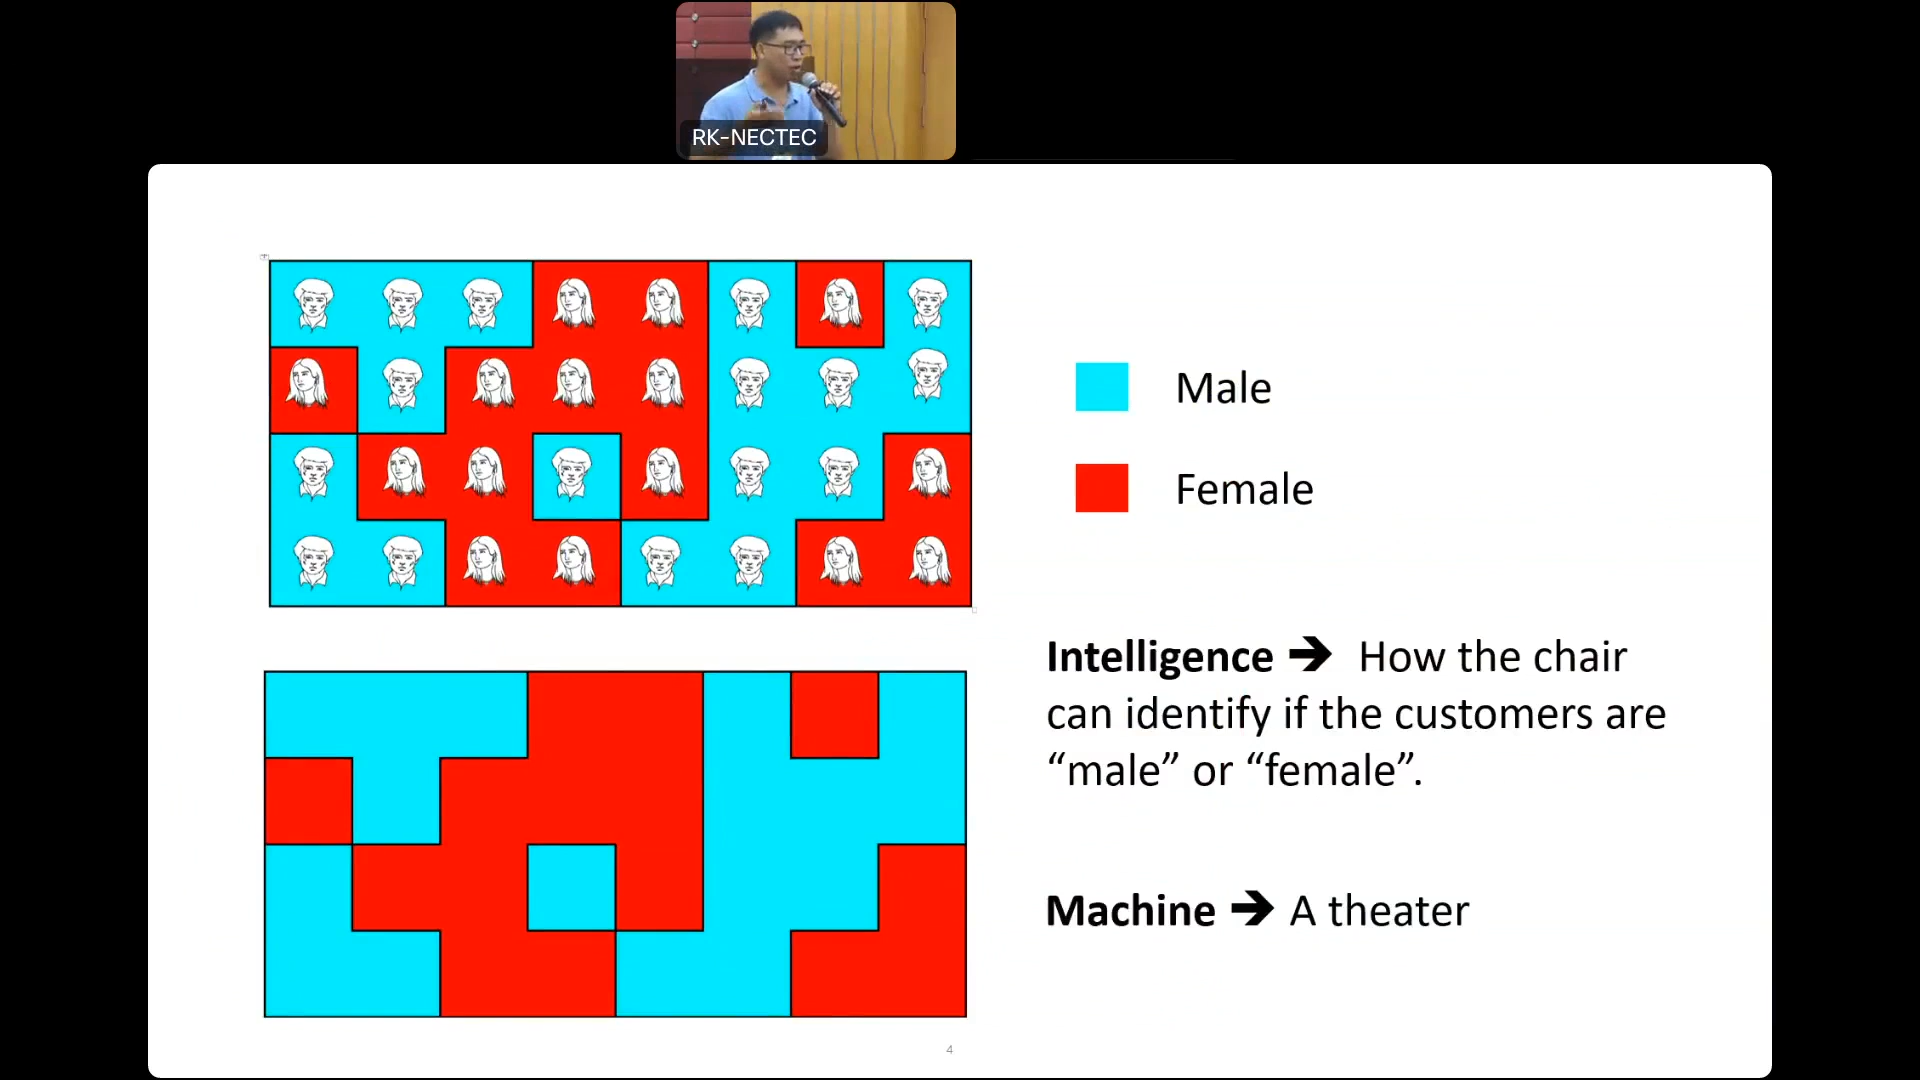 RK-NECTEC
Male
Female
Intelligence ➔ How the chair
can identify if the customers are
“male” or “female”.
Machine ➔ A theater
4